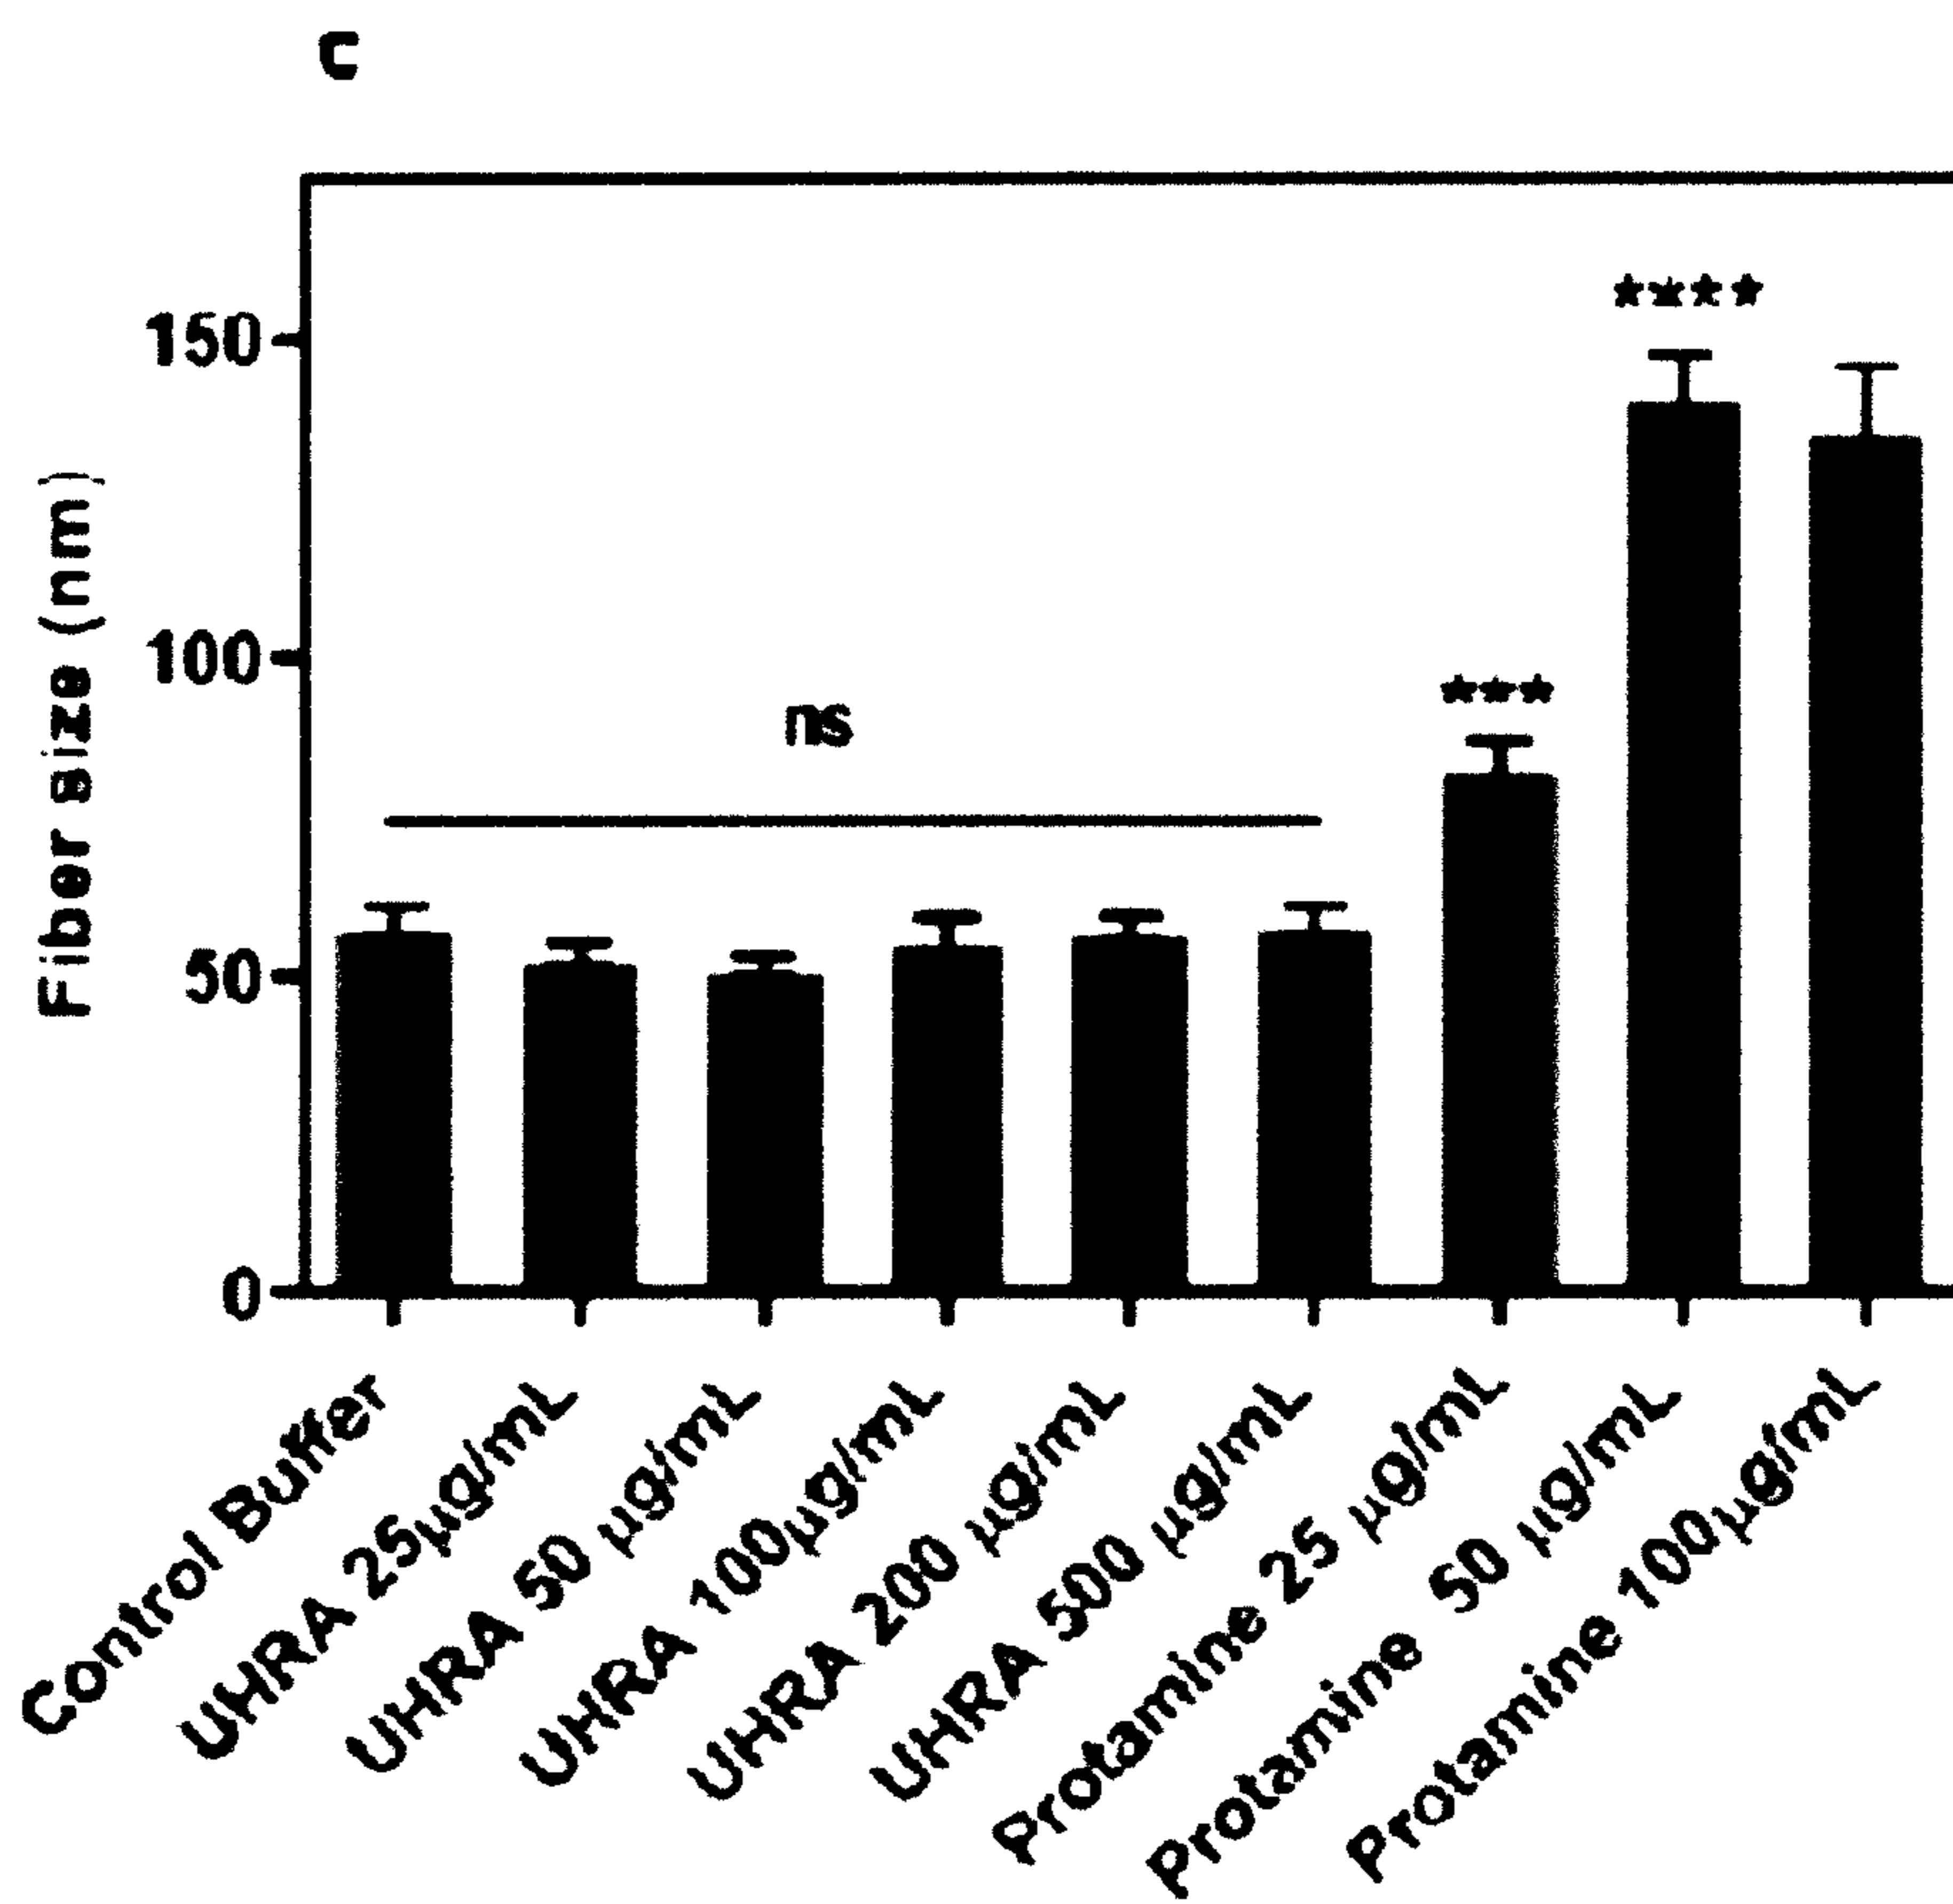 c
****
150
100
***
ns
50
0
Fiber size (nm)
Control Buffer
UHRA 25µg/mL
UHRA 50 µg/mL
UHRA 100µg/mL
UHRA 200 µg/mL
UHRA 500 µg/mL
Protamine 25 µg/mL
Protamine 50 µg/mL
Protamine 100µg/mL